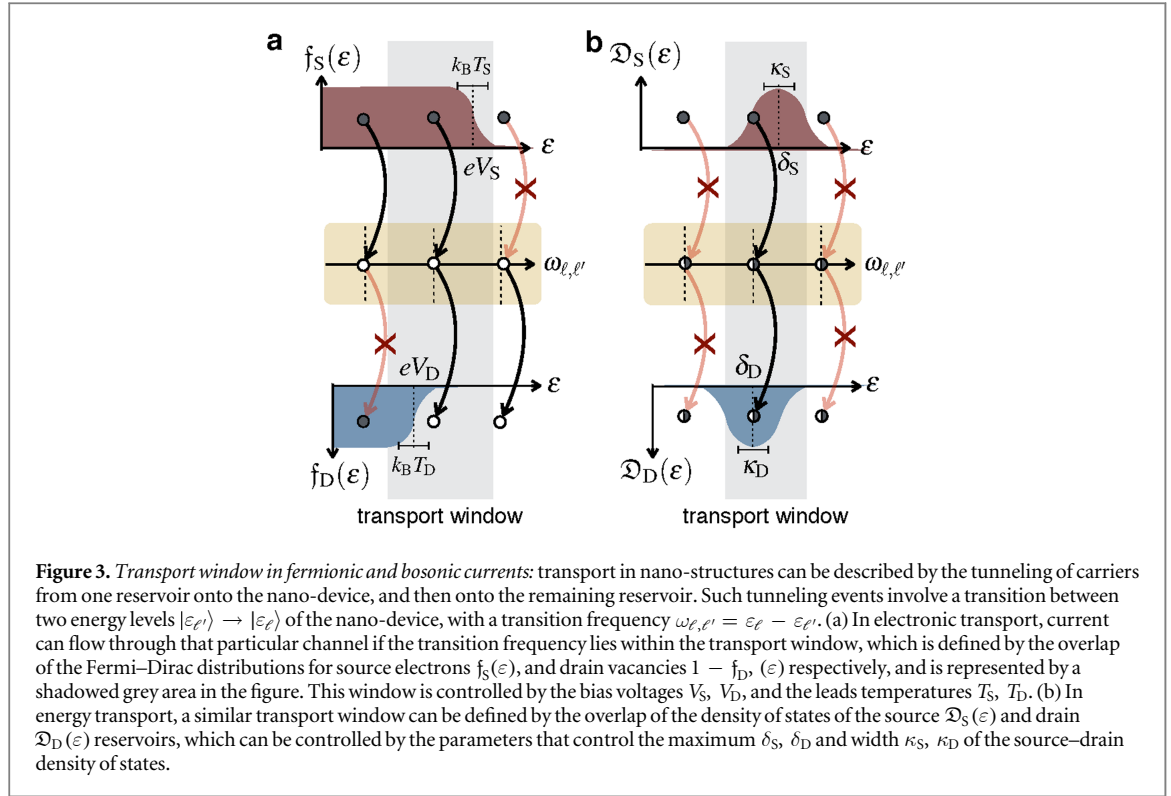 a
b
𝔣S(ε)
kBTS
ε
eVS
𝔇S(ε)
κS
ε
δS
ωℓ,ℓ′
ωℓ,ℓ′
eVD
ε
kBTD
𝔣D(ε)
δD
ε
κD
𝔇D(ε)
transport window
transport window
Figure 3. Transport window in fermionic and bosonic currents: transport in nano-structures can be described by the tunneling of carriers
from one reservoir onto the nano-device, and then onto the remaining reservoir. Such tunneling events involve a transition between
two energy levels |εℓ′⟩ → |εℓ⟩ of the nano-device, with a transition frequency ωℓ,ℓ′ = εℓ − εℓ′. (a) In electronic transport, current
can flow through that particular channel if the transition frequency lies within the transport window, which is defined by the overlap
of the Fermi–Dirac distributions for source electrons 𝔣S(ε), and drain vacancies 1 − 𝔣D, (ε) respectively, and is represented by a
shadowed grey area in the figure. This window is controlled by the bias voltages VS, VD, and the leads temperatures TS, TD. (b) In
energy transport, a similar transport window can be defined by the overlap of the density of states of the source 𝔇S(ε) and drain
𝔇D(ε) reservoirs, which can be controlled by the parameters that control the maximum δS, δD and width κS, κD of the source–drain
density of states.